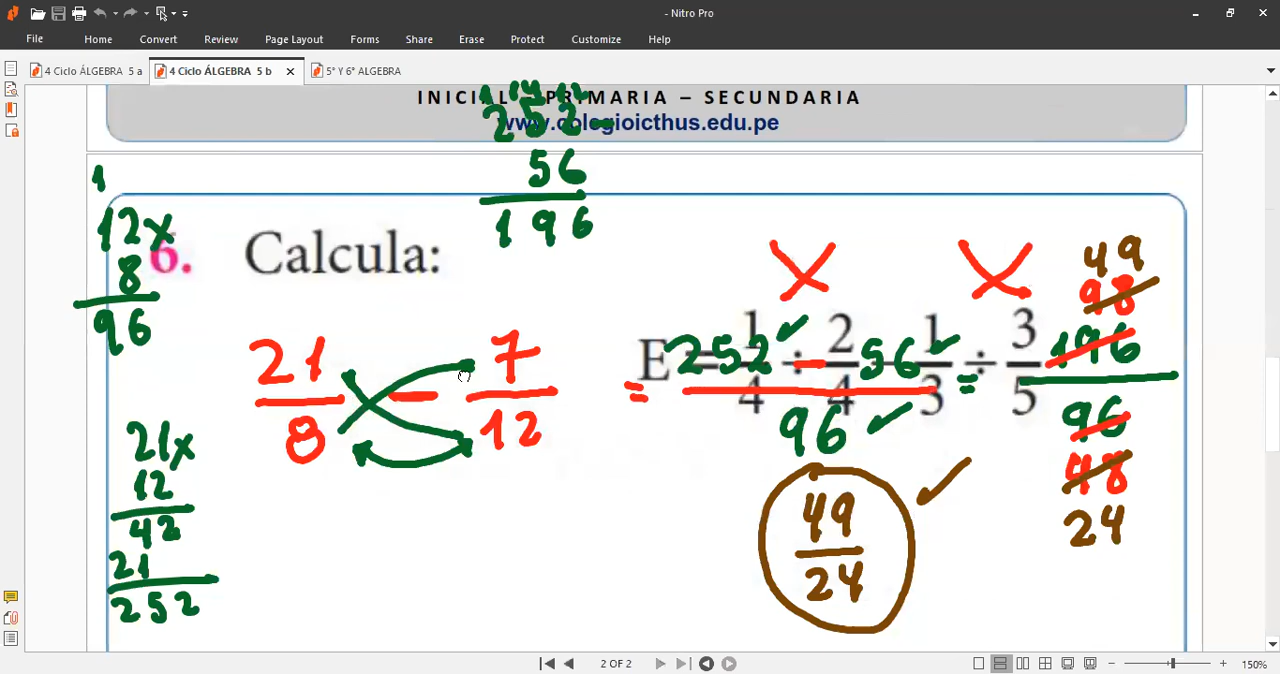 - Nitro Pro
File Home Convert Review Page Layout Forms Share Erase Protect Customize Help
4 Ciclo ÁLGEBRA 5 a
4 Ciclo ÁLGEBRA 5 b
5° Y 6° ALGEBRA
INICIAL – PRIMARIA – SECUNDARIA
www.colegioicthus.edu.pe
1 14 12
252 -
56
196
1
12x
8
96
6. Calcula:
21/8 - 7/12
21x
12
42
21
252
E = 1/4 ÷ 2/4 - 1/3 ÷ 3/5
= 252 - 56 =
96
49
98
196
96
48
24
49
24
2 OF 2
150%